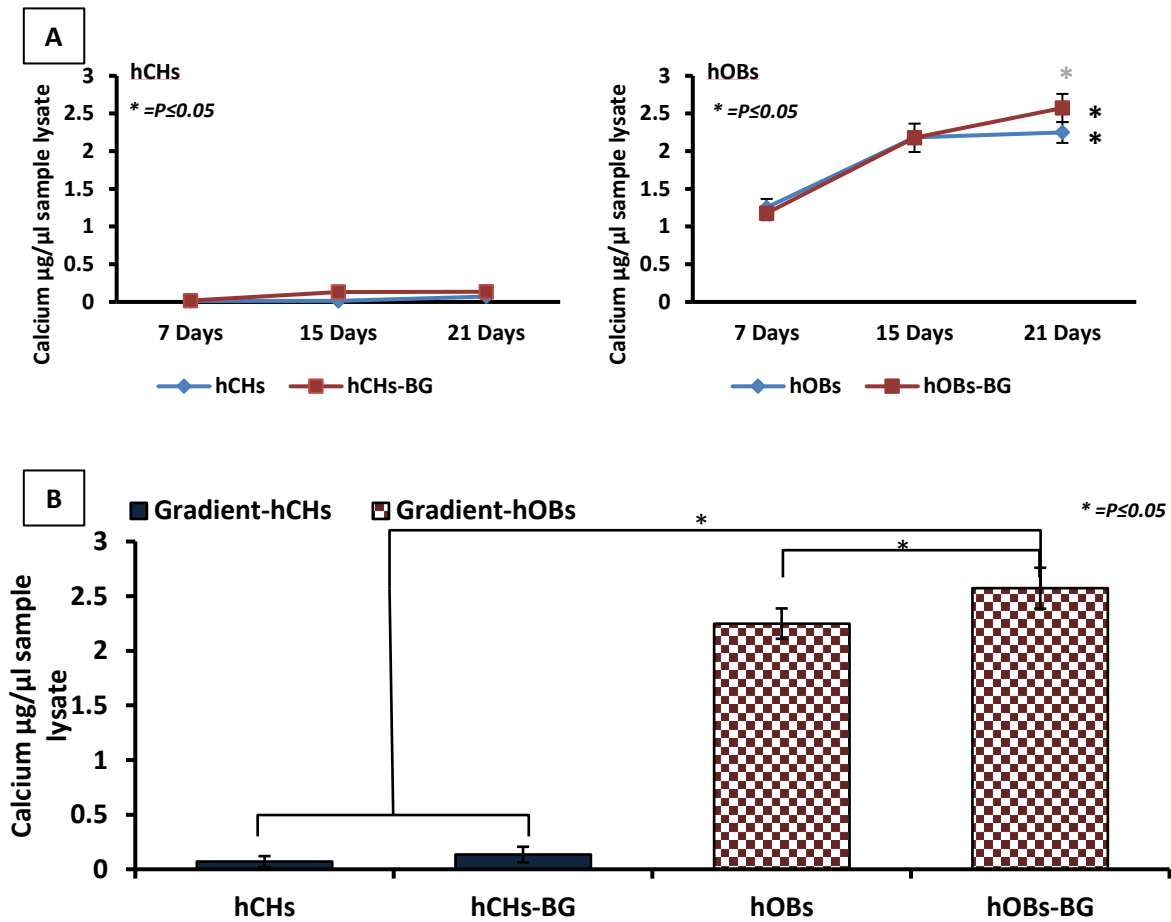 A
hCHs
* =P≤0.05
Calcium µg/µl sample lysate
3
2.5
2
1.5
1
0.5
0
7 Days 15 Days 21 Days
hCHs hCHs-BG
hOBs
* =P≤0.05
*
*
*
Calcium µg/µl sample lysate
3
2.5
2
1.5
1
0.5
0
7 Days 15 Days 21 Days
hOBs hOBs-BG
B
Gradient-hCHs Gradient-hOBs
* =P≤0.05
*
*
Calcium µg/µl sample
lysate
3
2.5
2
1.5
1
0.5
0
hCHs hCHs-BG hOBs hOBs-BG